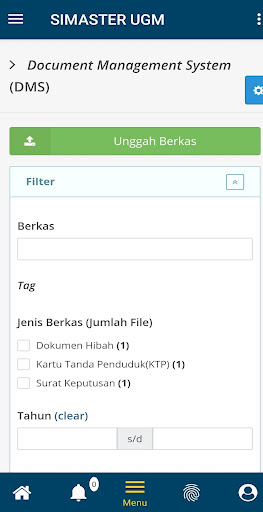 SIMASTER UGM
Document Management System
(DMS)
Unggah Berkas
Filter
Berkas
Tag
Jenis Berkas (Jumlah File)
Dokumen Hibah (1)
Kartu Tanda Penduduk(KTP) (1)
Surat Keputusan (1)
Tahun (clear)
s/d
0
Menu